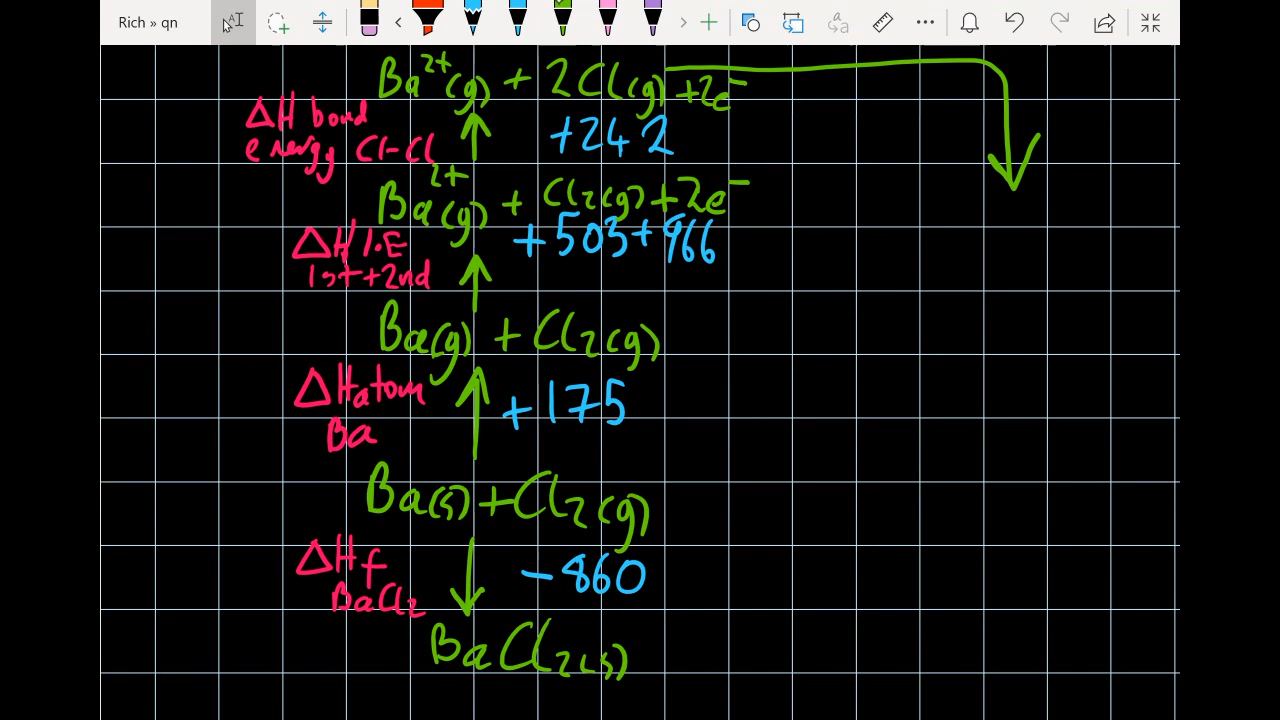 Rich » qn
Ba²⁺(g) + 2Cl(g) + 2e⁻
ΔH bond
energy Cl-Cl
+242
Ba²⁺(g) + Cl₂(g) + 2e⁻
ΔH I.E
1st+2nd
+503+966
Ba(g) + Cl₂(g)
ΔHatom
Ba
+175
Ba(s) + Cl₂(g)
ΔHf
BaCl₂
-860
BaCl₂(s)